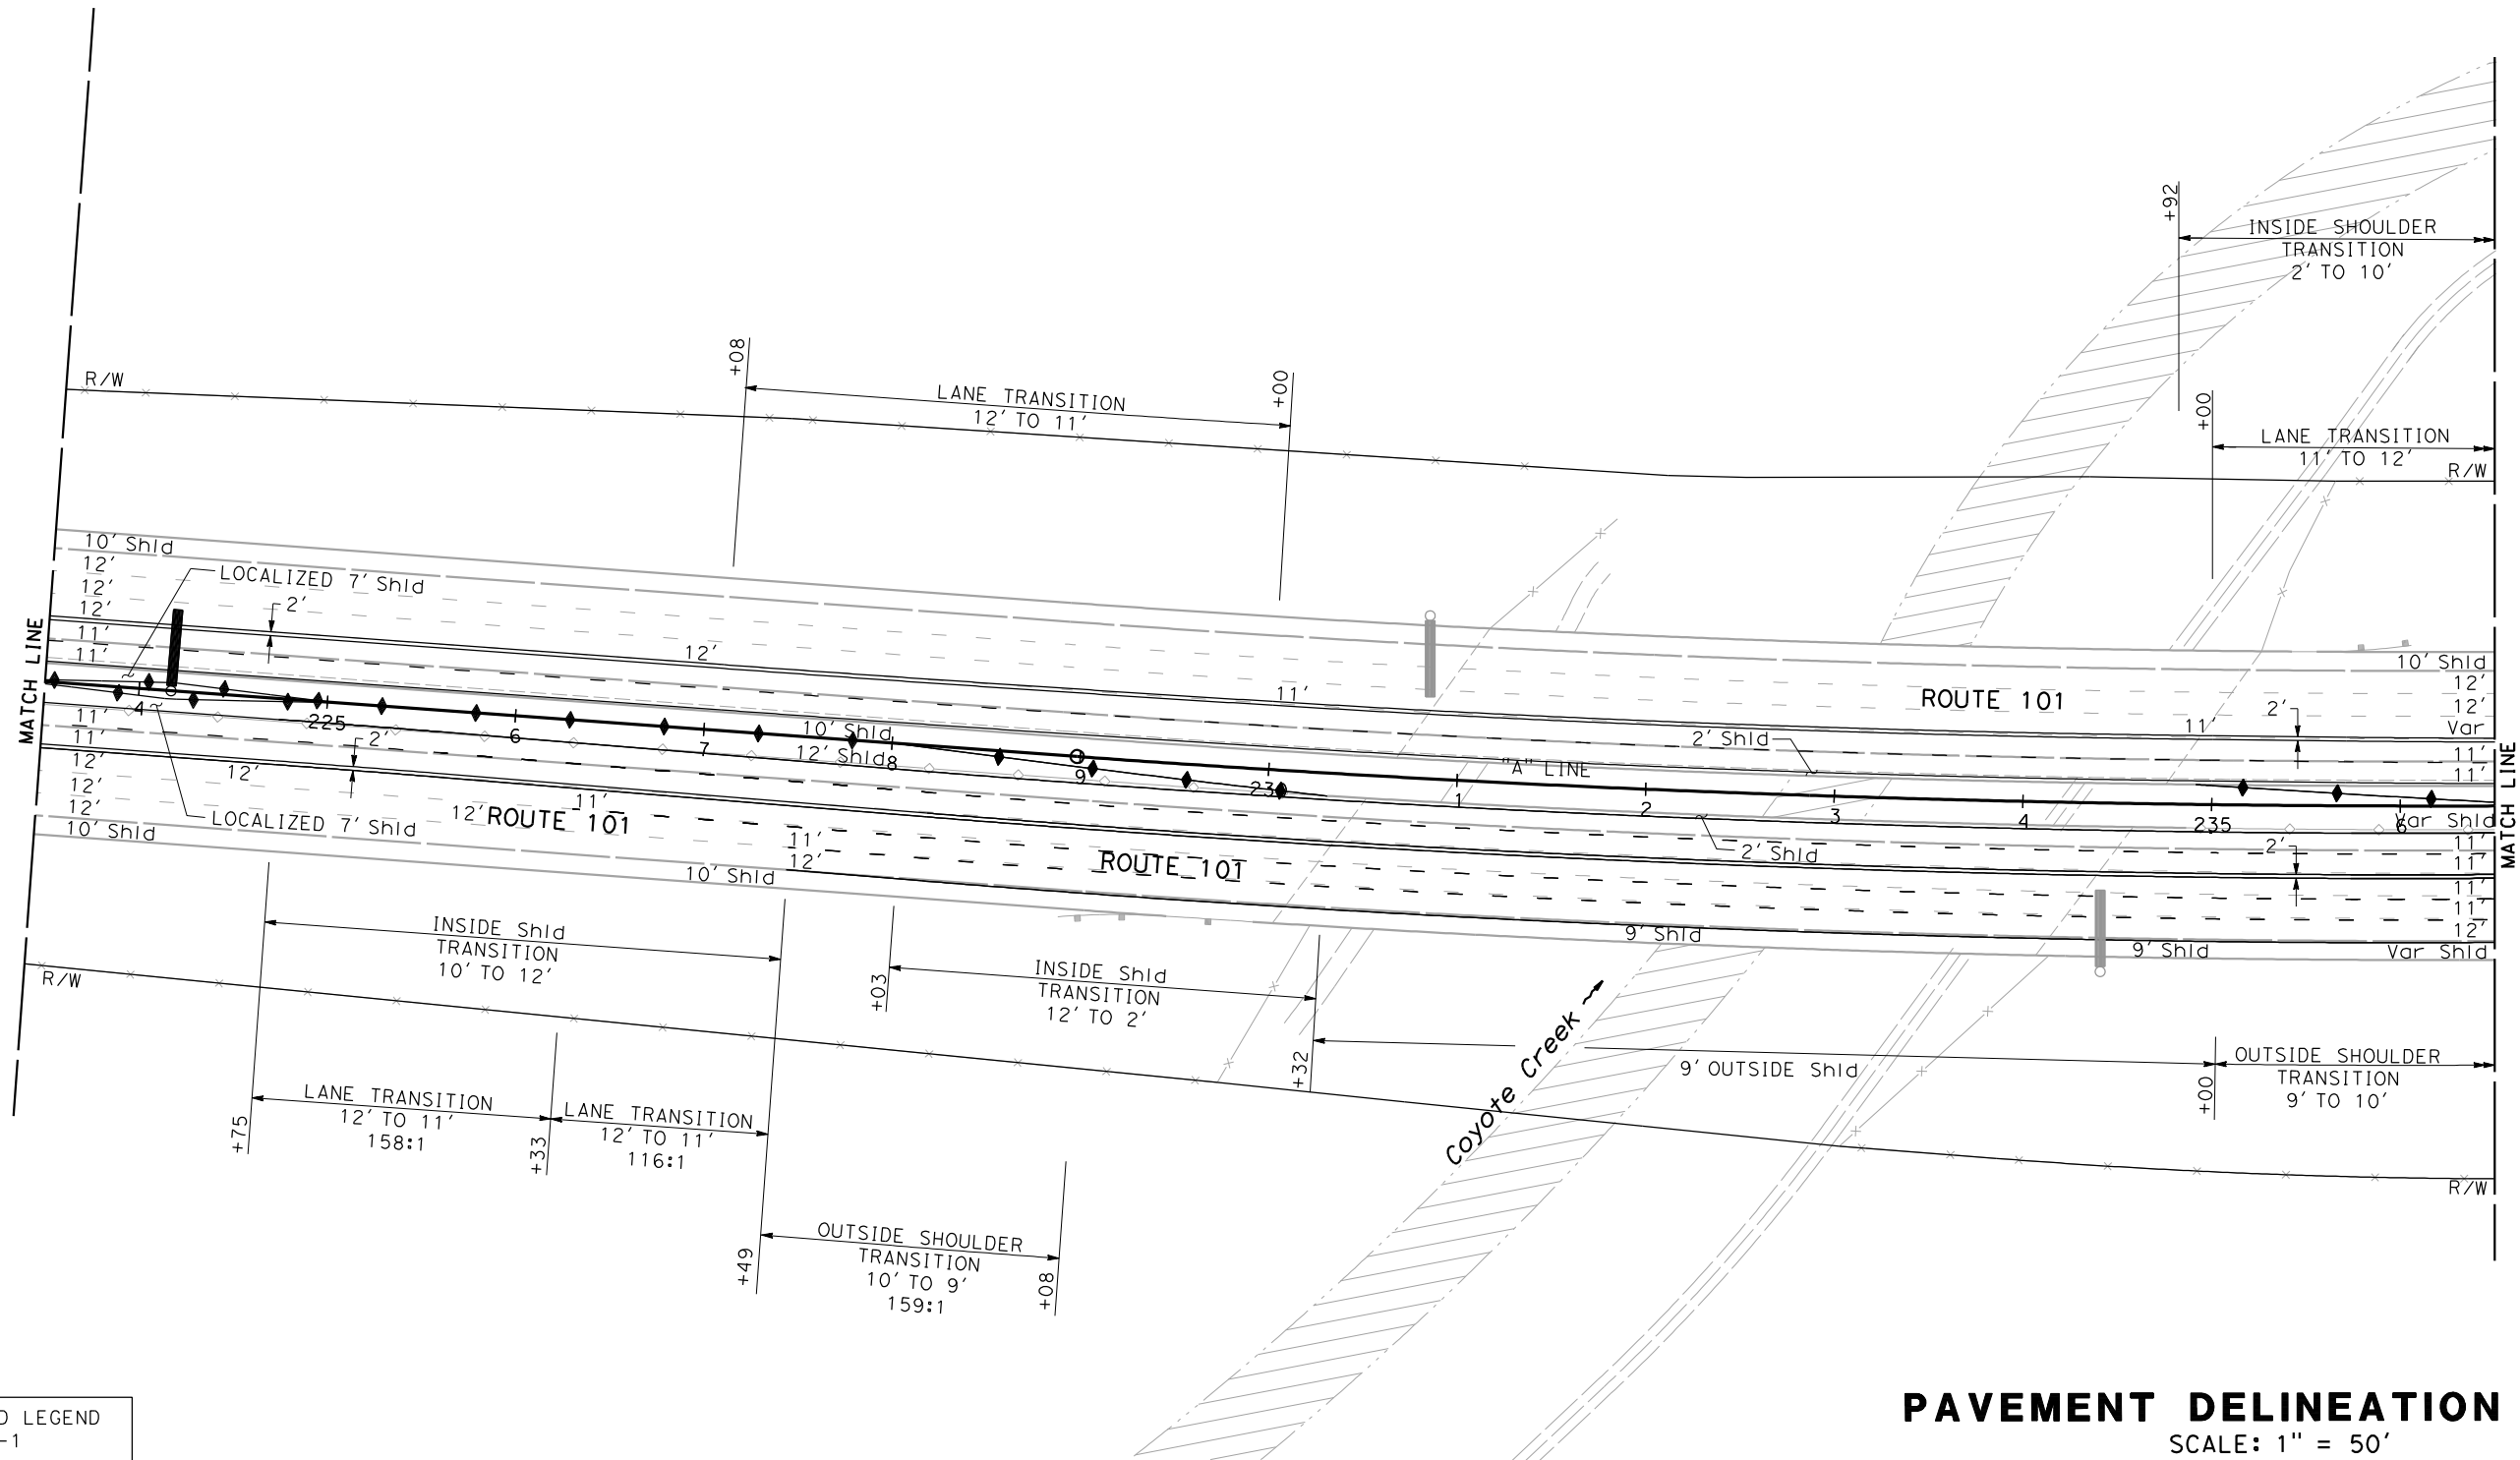 +92
INSIDE SHOULDER
TRANSITION
2' TO 10'
+08
LANE TRANSITION
12' TO 11'
+00
+00
LANE TRANSITION
11' TO 12'
R/W
R/W
10' Shld
12'
12'
12'
11'
11'
LOCALIZED 7' Shld
2'
12'
11'
ROUTE 101
11'
2'
10' Shld
12'
12'
Var
11'
11'
MATCH LINE
MATCH LINE
4
225
6
7
8
9
230
1
2
3
4
235
6
10' Shld
12' Shld
2' Shld
"A" LINE
2' Shld
Var Shld
11'
11'
12'
12'
12'
10' Shld
2'
12'
LOCALIZED 7' Shld
12'
ROUTE 101
11'
11'
12'
10' Shld
ROUTE 101
2'
11'
11'
11'
11'
12'
9' Shld
9' Shld
Var Shld
R/W
INSIDE Shld
TRANSITION
10' TO 12'
+03
INSIDE Shld
TRANSITION
12' TO 2'
+32
9' OUTSIDE Shld
Coyote Creek
+00
OUTSIDE SHOULDER
TRANSITION
9' TO 10'
+75
LANE TRANSITION
12' TO 11'
158:1
+33
LANE TRANSITION
12' TO 11'
116:1
R/W
+49
OUTSIDE SHOULDER
TRANSITION
10' TO 9'
159:1
+08
LEGEND
-1
PAVEMENT DELINEATION
SCALE: 1" = 50'